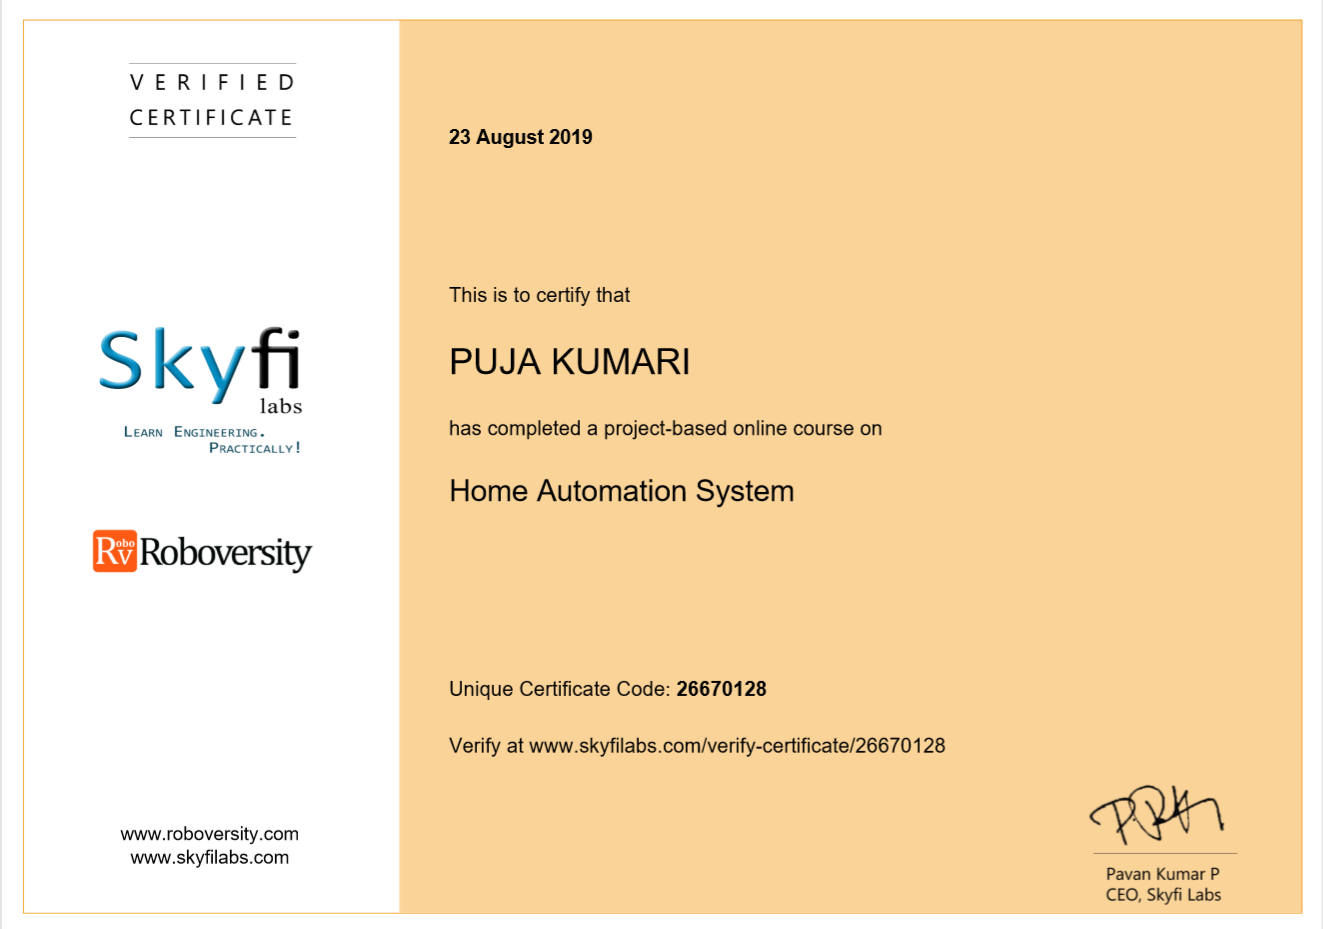 VERIFIED
CERTIFICATE
Skyfi
labs
LEARN ENGINEERING.
PRACTICALLY!
Robo
RV Roboversity
www.roboversity.com
www.skyfilabs.com
23 August 2019
This is to certify that
PUJA KUMARI
has completed a project-based online course on
Home Automation System
Unique Certificate Code: 26670128
Verify at www.skyfilabs.com/verify-certificate/26670128
Pavan Kumar P
CEO, Skyfi Labs